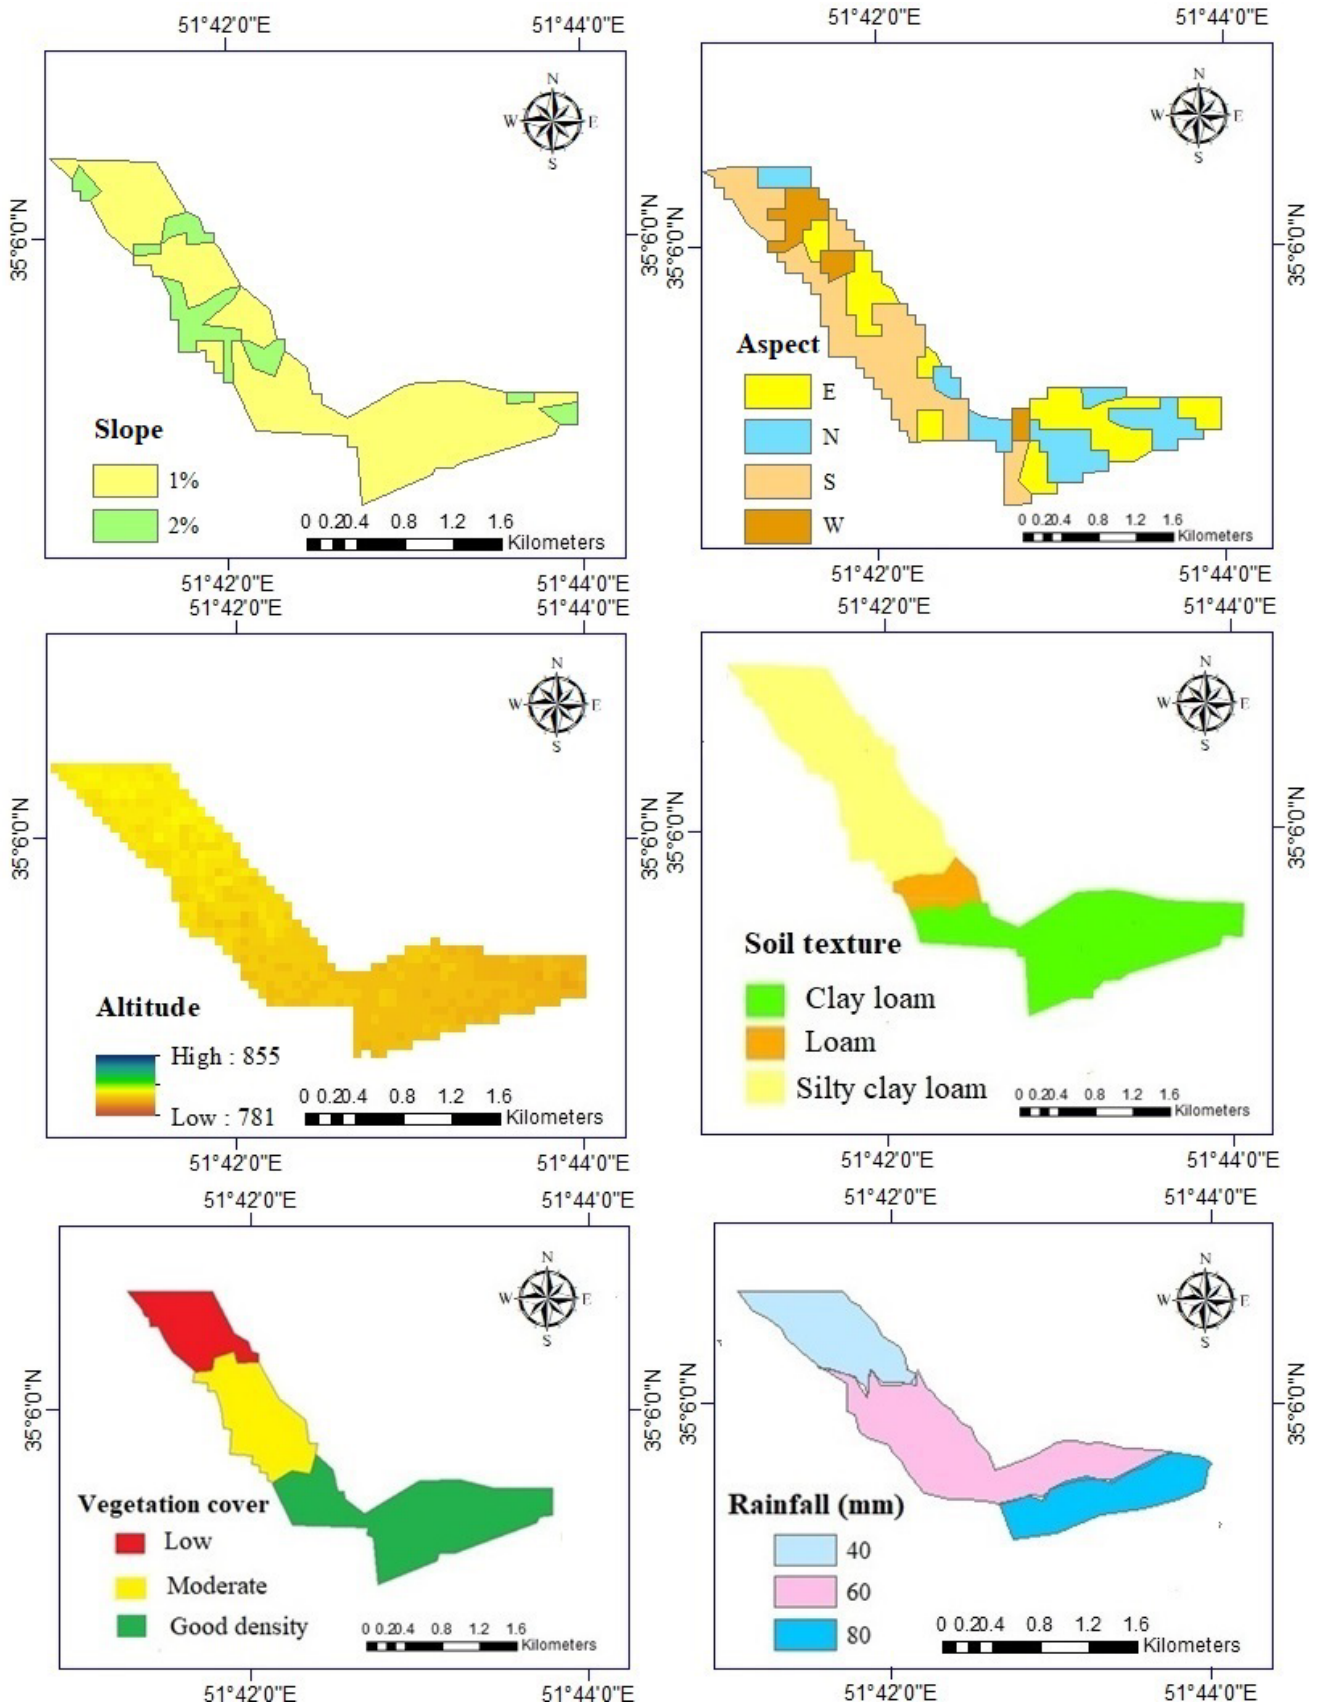 51°42'0"E 51°44'0"E
N
W E
S
35°6'0"N 35°6'0"N
Slope
1%
2%
0 0.20.4 0.8 1.2 1.6
Kilometers
51°42'0"E 51°44'0"E
51°42'0"E 51°44'0"E
N
W E
S
35°6'0"N
Aspect
E
N
S
W
0 0.20.4 0.8 1.2 1.6
Kilometers
51°42'0"E 51°44'0"E
51°42'0"E 51°44'0"E
N
W E
S
35°6'0"N 35°6'0"N
Altitude
High : 855
Low : 781
0 0.20.4 0.8 1.2 1.6
Kilometers
51°42'0"E 51°44'0"E
51°42'0"E 51°44'0"E
N
W E
S
35°6'0"N 35°6'0"N
Soil texture
Clay loam
Loam
Silty clay loam
0 0.20.4 0.8 1.2 1.6
Kilometers
51°42'0"E 51°44'0"E
51°42'0"E 51°44'0"E
N
W E
S
35°6'0"N 35°6'0"N
Vegetation cover
Low
Moderate
Good density
0 0.20.4 0.8 1.2 1.6
Kilometers
51°42'0"E 51°44'0"E
51°42'0"E 51°44'0"E
N
W E
S
35°6'0"N 35°6'0"N
Rainfall (mm)
40
60
80
0 0.20.4 0.8 1.2 1.6
Kilometers
51°42'0"E 51°44'0"E